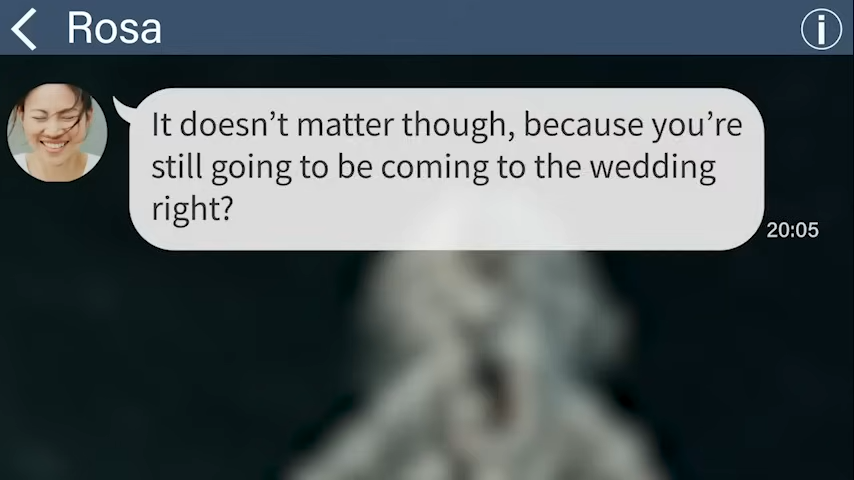 Rosa
It doesn’t matter though, because you’re
still going to be coming to the wedding
right?
20:05